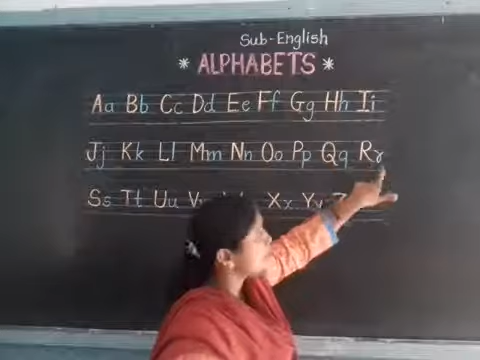 Sub-English
* ALPHABETS *
Aa Bb Cc Dd Ee Ff Gg Hh Ii
Jj Kk Ll Mm Nn Oo Pp Qq Rr
Ss Tt Uu Xx Yy